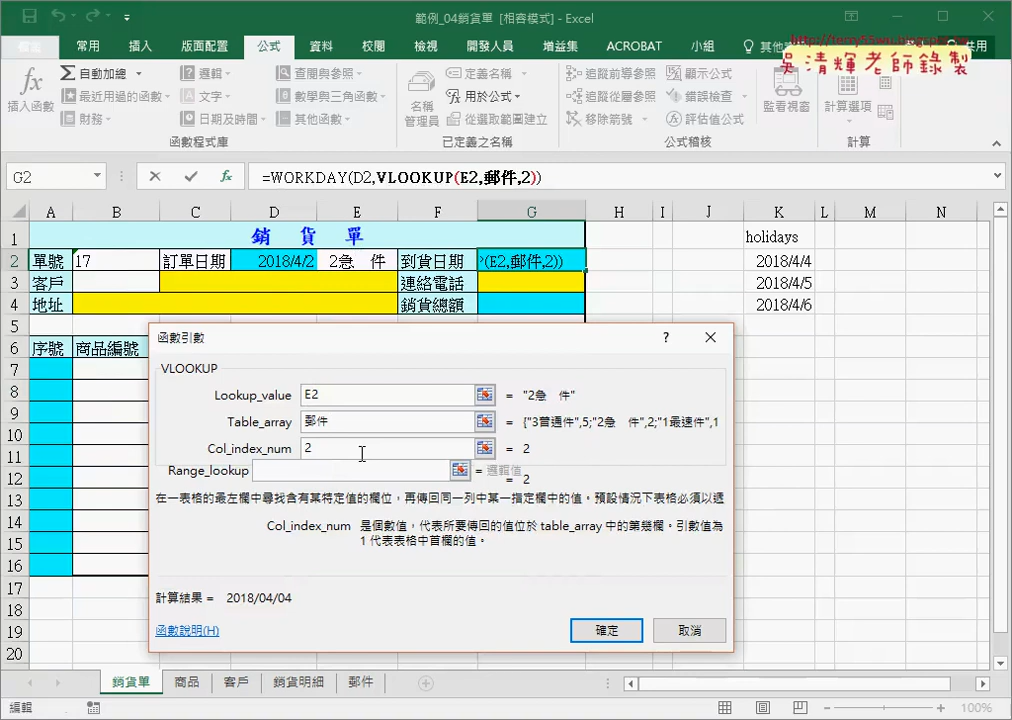 範例_04銷貨單 [相容模式] - Excel
常用 插入 版面配置 公式 資料 校閱 檢視 開發人員 增益集 ACROBAT 小組 其他 共用
吳清輝老師錄製
插入函數
自動加總
最近用過的函數
財務
邏輯
文字
日期及時間
查閱與參照
數學與三角函數
其他函數
函數程式庫
名稱管理員
定義名稱
用於公式
從選取範圍建立
已定義之名稱
追蹤前導參照
追蹤從屬參照
移除箭號
顯示公式
錯誤檢查
評估值公式
公式稽核
監看視窗
計算選項
計算
G2 fx =WORKDAY(D2,VLOOKUP(E2,郵件,2))
A B C D E F G H I J K L M N
1 銷 貨 單 holidays
2 單號 17 訂單日期 2018/4/2 2急 件 到貨日期 (E2,郵件,2)) 2018/4/4
3 客戶 連絡電話 2018/4/5
4 地址 銷貨總額 2018/4/6
5
6 序號 商品編號
7
8
9
10
11
12
13
14
15
16
17
18
19
20
函數引數 ?
VLOOKUP
Lookup_value E2 = "2急 件"
Table_array 郵件 = {"3普通件",5;"2急 件",2;"1最速件",1
Col_index_num 2 = 2
Range_lookup = 邏輯值
= 2
在一表格的最左欄中尋找含有某特定值的欄位，再傳回同一列中某一指定欄中的值。預設情況下表格必須以遞
Col_index_num 是個數值，代表所要傳回的值位於 table_array 中的第幾欄。引數值為
1 代表表格中首欄的值。
計算結果 = 2018/04/04
函數說明(H) 確定 取消
銷貨單 商品 客戶 銷貨明細 郵件
編輯 100%